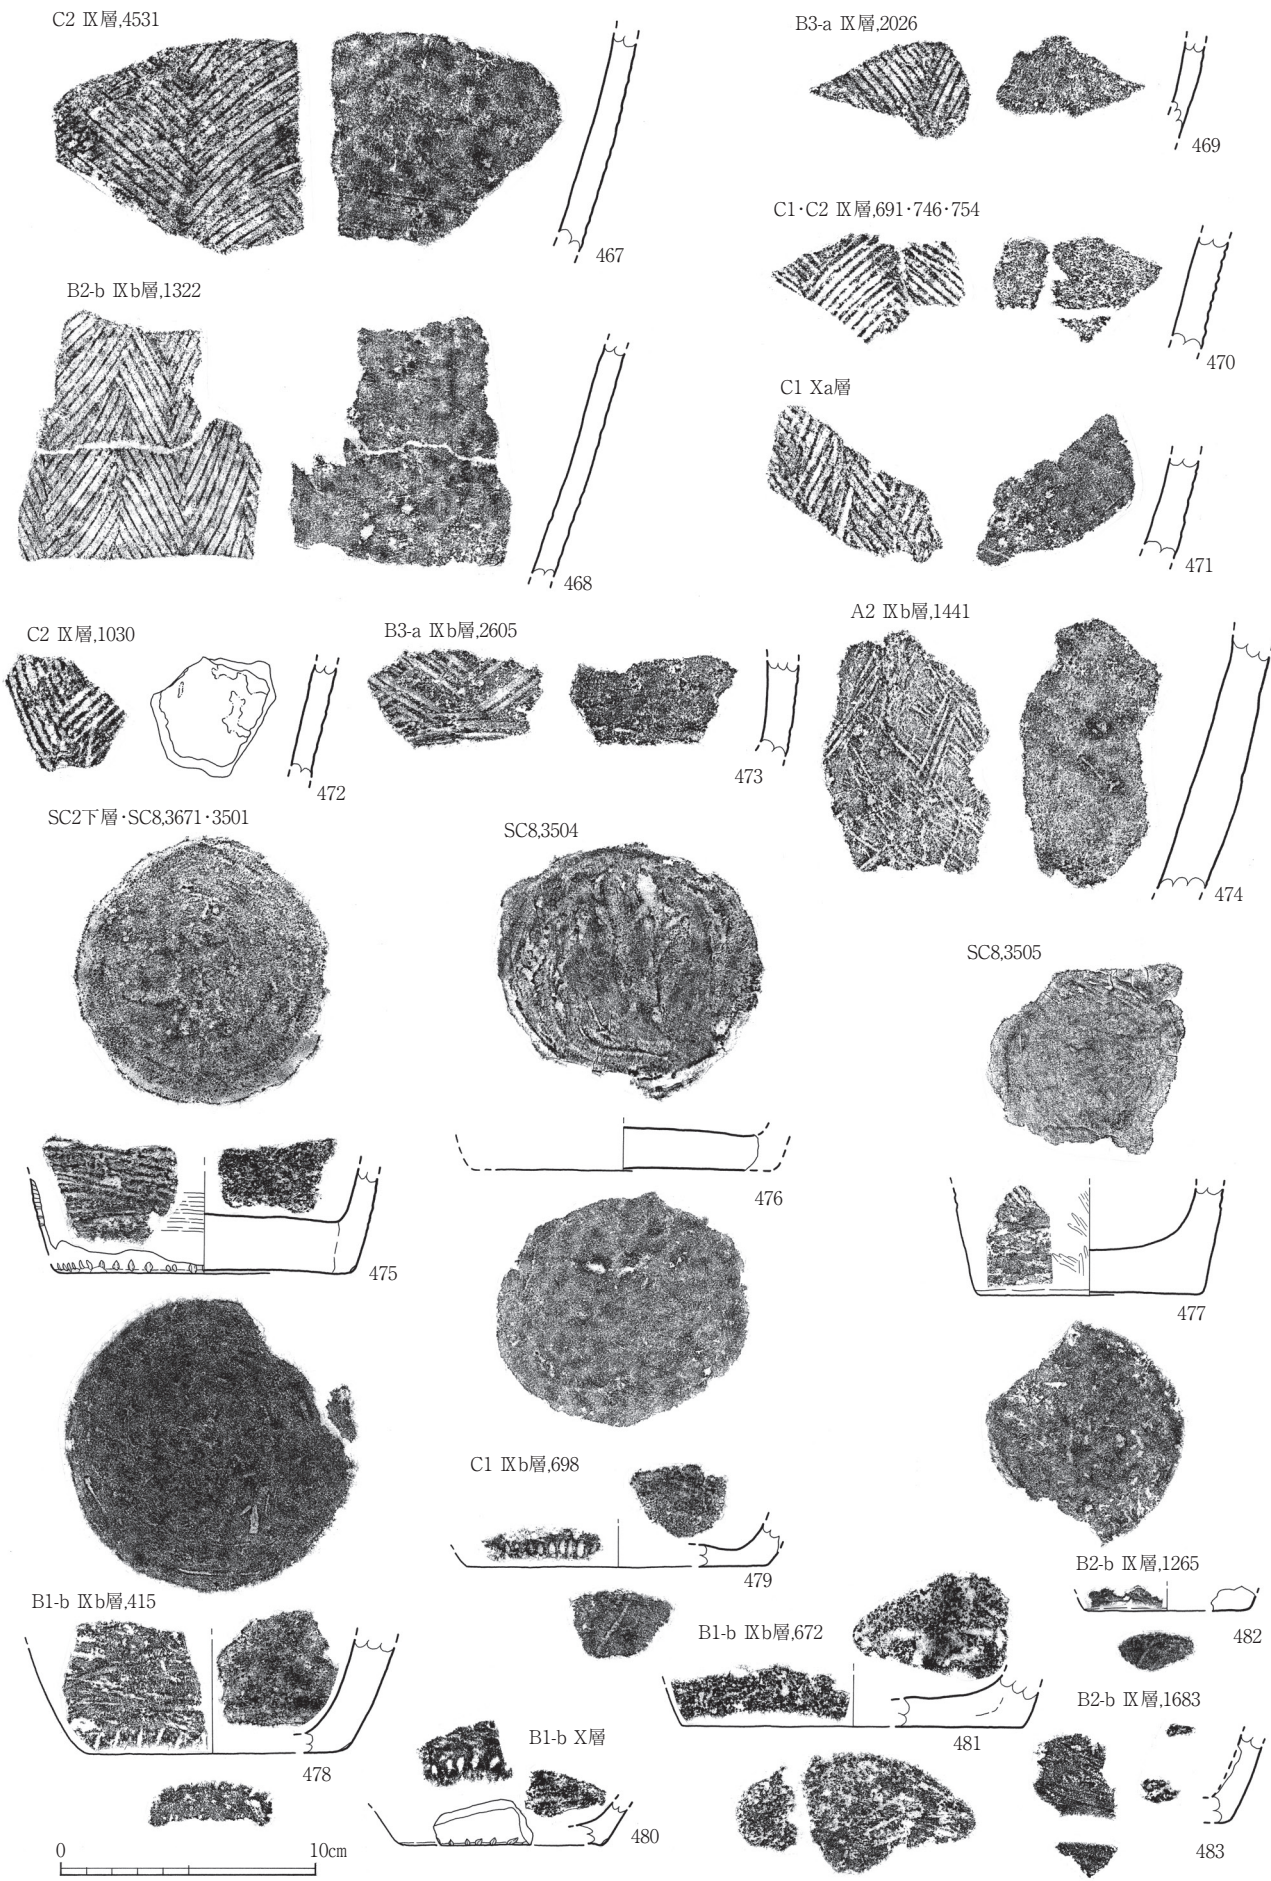 C2 Ⅸ層,4531
467
B3-a Ⅸ層,2026
469
C1・C2 Ⅸ層,691・746・754
470
B2-b Ⅸb層,1322
468
C1 Ⅹa層
471
C2 Ⅸ層,1030
472
B3-a Ⅸb層,2605
473
A2 Ⅸb層,1441
474
SC2下層・SC8,3671・3501
475
SC8,3504
476
SC8,3505
477
B1-b Ⅸb層,415
478
C1 Ⅸb層,698
479
B1-b Ⅹ層
480
B1-b Ⅸb層,672
481
B2-b Ⅸ層,1265
482
B2-b Ⅸ層,1683
483
0 10cm